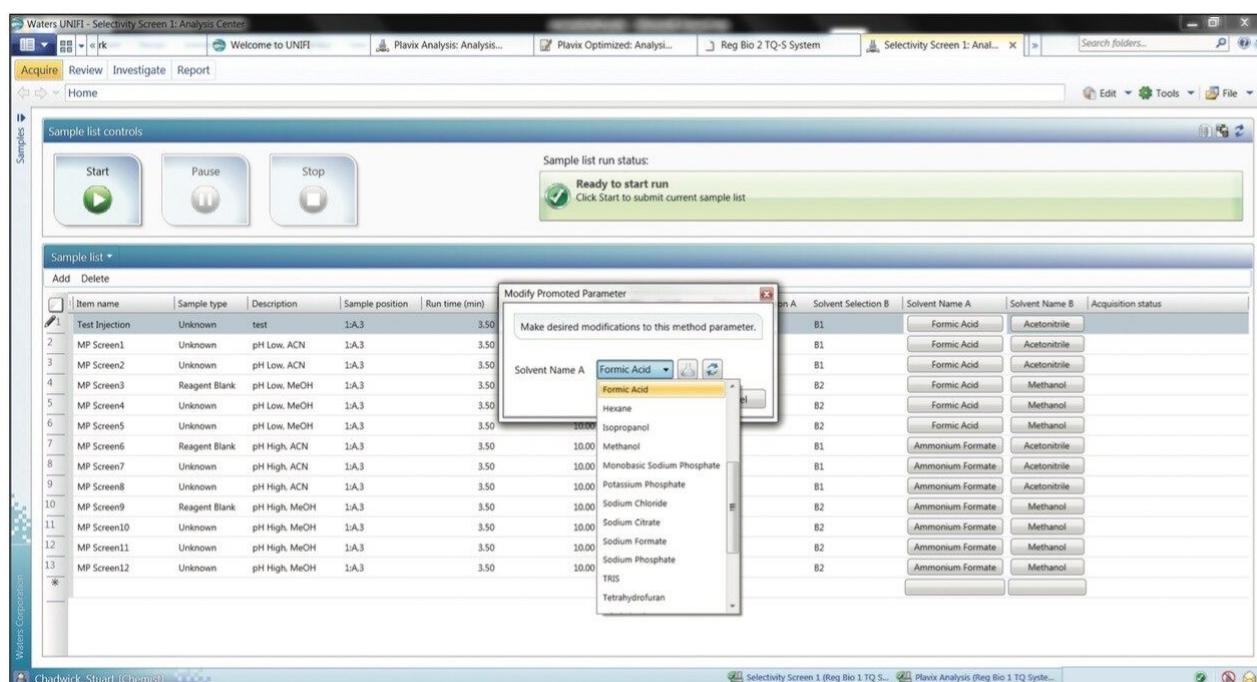 Waters UNIFI - Selectivity Screen 1: Analysis Center
« rk Welcome to UNIFI Plavix Analysis: Analysis... Plavix Optimized: Analysi... Reg Bio 2 TQ-S System Selectivity Screen 1: Anal... x » Search folders...
Acquire Review Investigate Report
Home Edit Tools File
Samples
Sample list controls
Start Pause Stop
Sample list run status:
Ready to start run
Click Start to submit current sample list
Sample list
Add Delete
Item name Sample type Description Sample position Run time (min) on A Solvent Selection B Solvent Name A Solvent Name B Acquisition status
1 Test Injection Unknown test 1:A,3 3.50 B1 Formic Acid Acetonitrile
2 MP Screen1 Unknown pH Low, ACN 1:A,3 3.50 B1 Formic Acid Acetonitrile
3 MP Screen2 Unknown pH Low, ACN 1:A,3 3.50 B1 Formic Acid Acetonitrile
4 MP Screen3 Reagent Blank pH Low, MeOH 1:A,3 3.50 B2 Formic Acid Methanol
5 MP Screen4 Unknown pH Low, MeOH 1:A,3 3.50 B2 Formic Acid Methanol
6 MP Screen5 Unknown pH Low, MeOH 1:A,3 3.50 10.00 B2 Formic Acid Methanol
7 MP Screen6 Reagent Blank pH High, ACN 1:A,3 3.50 10.00 B1 Ammonium Formate Acetonitrile
8 MP Screen7 Unknown pH High, ACN 1:A,3 3.50 10.00 B1 Ammonium Formate Acetonitrile
9 MP Screen8 Unknown pH High, ACN 1:A,3 3.50 10.00 B1 Ammonium Formate Acetonitrile
10 MP Screen9 Reagent Blank pH High, MeOH 1:A,3 3.50 10.00 B2 Ammonium Formate Methanol
11 MP Screen10 Unknown pH High, MeOH 1:A,3 3.50 10.00 B2 Ammonium Formate Methanol
12 MP Screen11 Unknown pH High, MeOH 1:A,3 3.50 10.00 B2 Ammonium Formate Methanol
13 MP Screen12 Unknown pH High, MeOH 1:A,3 3.50 10.00 B2 Ammonium Formate Methanol
Modify Promoted Parameter
Make desired modifications to this method parameter.
Solvent Name A Formic Acid
el
Formic Acid
Hexane
Isopropanol
Methanol
Monobasic Sodium Phosphate
Potassium Phosphate
Sodium Chloride
Sodium Citrate
Sodium Formate
Sodium Phosphate
TRIS
Tetrahydrofuran
Waters Corporation
Chadwick, Stuart (Chemist) Selectivity Screen 1 (Reg Bio 1 TQ S... Plavix Analysis (Reg Bio 1 TQ Syste...